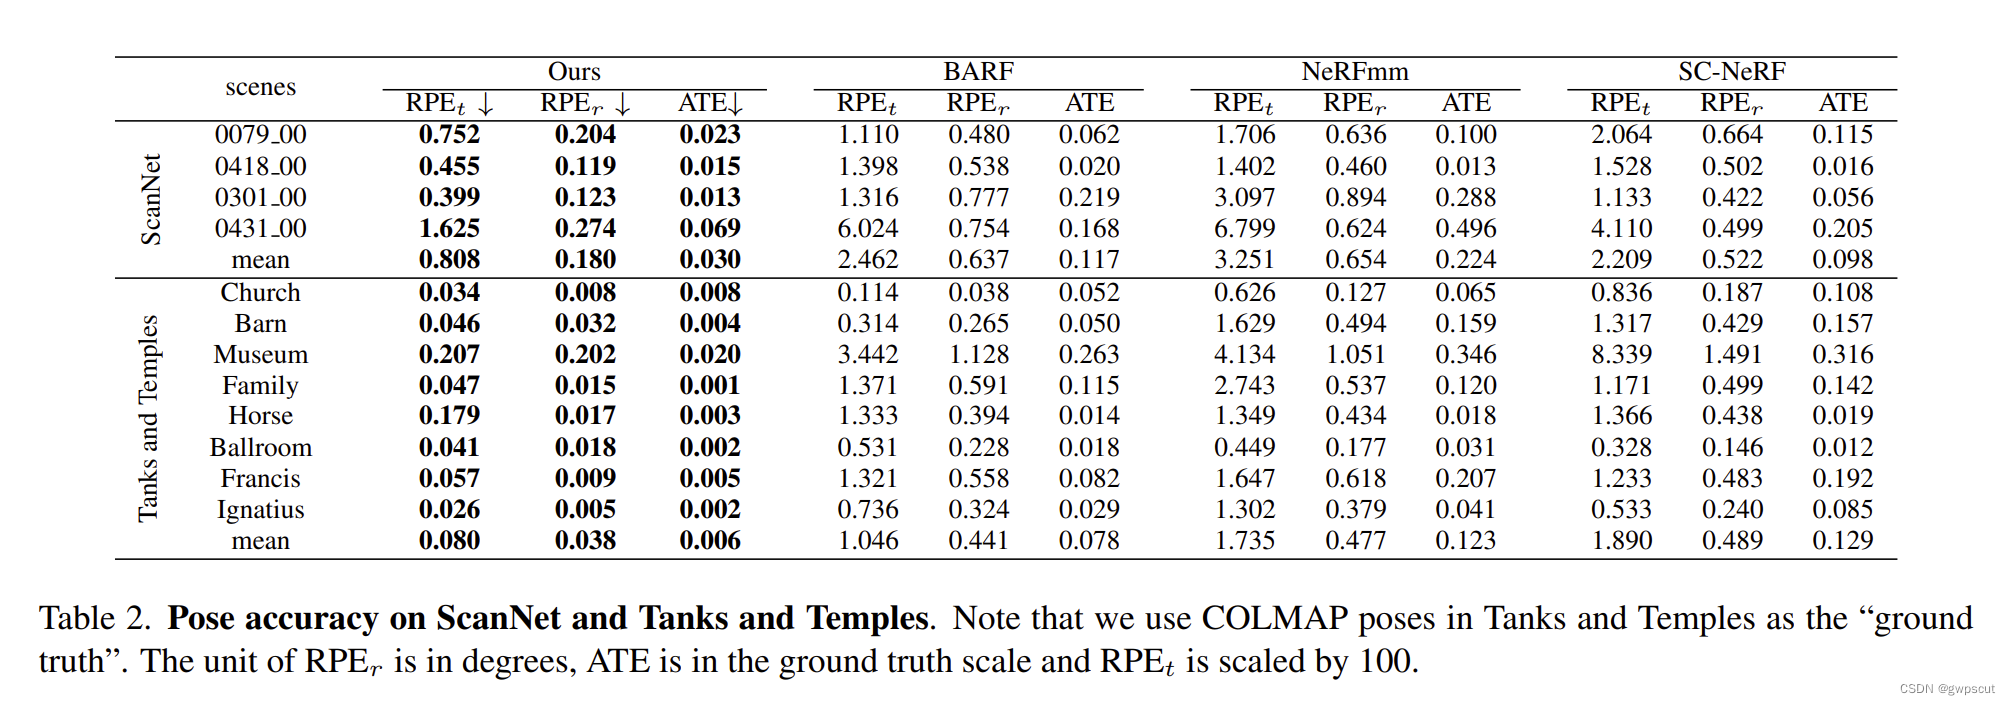 scenes Ours BARF NeRFmm SC-NeRF
RPEt ↓ RPEr ↓ ATE↓ RPEt RPEr ATE RPEt RPEr ATE RPEt RPEr ATE
ScanNet
0079_00 0.752 0.204 0.023 1.110 0.480 0.062 1.706 0.636 0.100 2.064 0.664 0.115
0418_00 0.455 0.119 0.015 1.398 0.538 0.020 1.402 0.460 0.013 1.528 0.502 0.016
0301_00 0.399 0.123 0.013 1.316 0.777 0.219 3.097 0.894 0.288 1.133 0.422 0.056
0431_00 1.625 0.274 0.069 6.024 0.754 0.168 6.799 0.624 0.496 4.110 0.499 0.205
mean 0.808 0.180 0.030 2.462 0.637 0.117 3.251 0.654 0.224 2.209 0.522 0.098
Tanks and Temples
Church 0.034 0.008 0.008 0.114 0.038 0.052 0.626 0.127 0.065 0.836 0.187 0.108
Barn 0.046 0.032 0.004 0.314 0.265 0.050 1.629 0.494 0.159 1.317 0.429 0.157
Museum 0.207 0.202 0.020 3.442 1.128 0.263 4.134 1.051 0.346 8.339 1.491 0.316
Family 0.047 0.015 0.001 1.371 0.591 0.115 2.743 0.537 0.120 1.171 0.499 0.142
Horse 0.179 0.017 0.003 1.333 0.394 0.014 1.349 0.434 0.018 1.366 0.438 0.019
Ballroom 0.041 0.018 0.002 0.531 0.228 0.018 0.449 0.177 0.031 0.328 0.146 0.012
Francis 0.057 0.009 0.005 1.321 0.558 0.082 1.647 0.618 0.207 1.233 0.483 0.192
Ignatius 0.026 0.005 0.002 0.736 0.324 0.029 1.302 0.379 0.041 0.533 0.240 0.085
mean 0.080 0.038 0.006 1.046 0.441 0.078 1.735 0.477 0.123 1.890 0.489 0.129
Table 2. Pose accuracy on ScanNet and Tanks and Temples. Note that we use COLMAP poses in Tanks and Temples as the “ground
truth”. The unit of RPEr is in degrees, ATE is in the ground truth scale and RPEt is scaled by 100.
CSDN @gwpscut